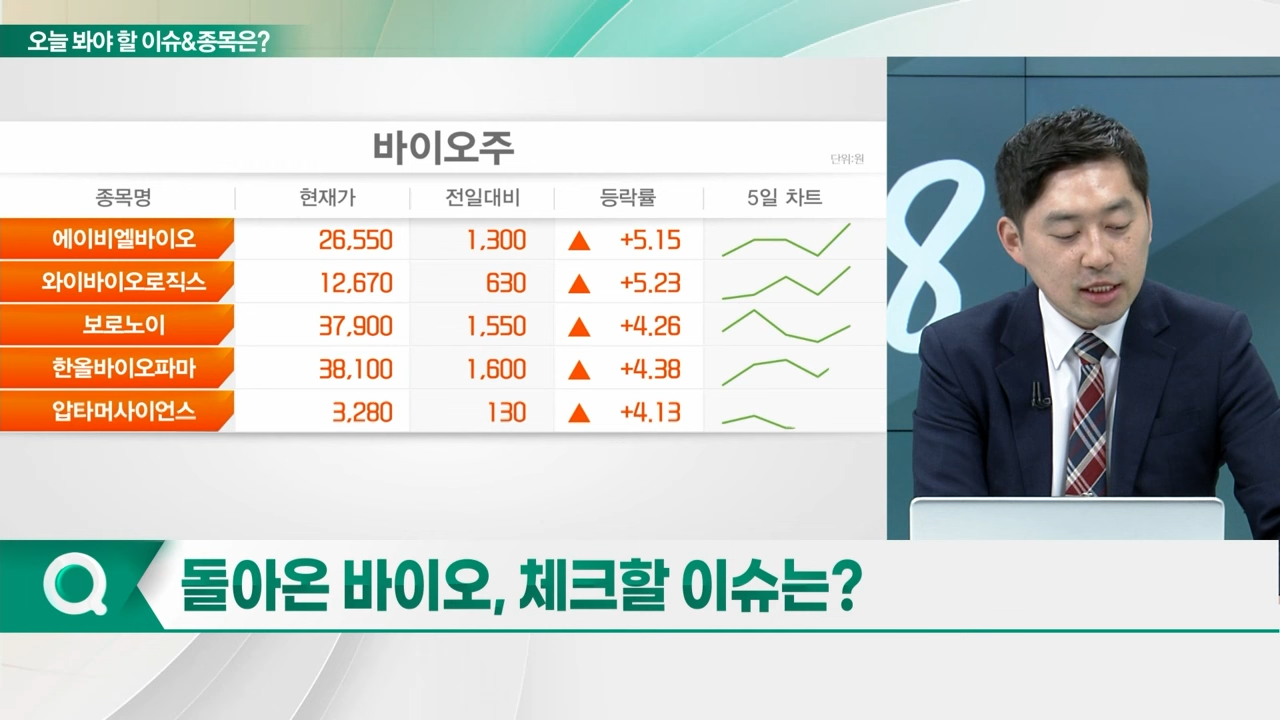 오늘 봐야 할 이슈&종목은?
바이오주
단위:원
종목명 현재가 전일대비 등락률 5일 차트
에이비엘바이오 26,550 1,300 ▲ +5.15
와이바이오로직스 12,670 630 ▲ +5.23
보로노이 37,900 1,550 ▲ +4.26
한올바이오파마 38,100 1,600 ▲ +4.38
압타머사이언스 3,280 130 ▲ +4.13
8
Q 돌아온 바이오, 체크할 이슈는?